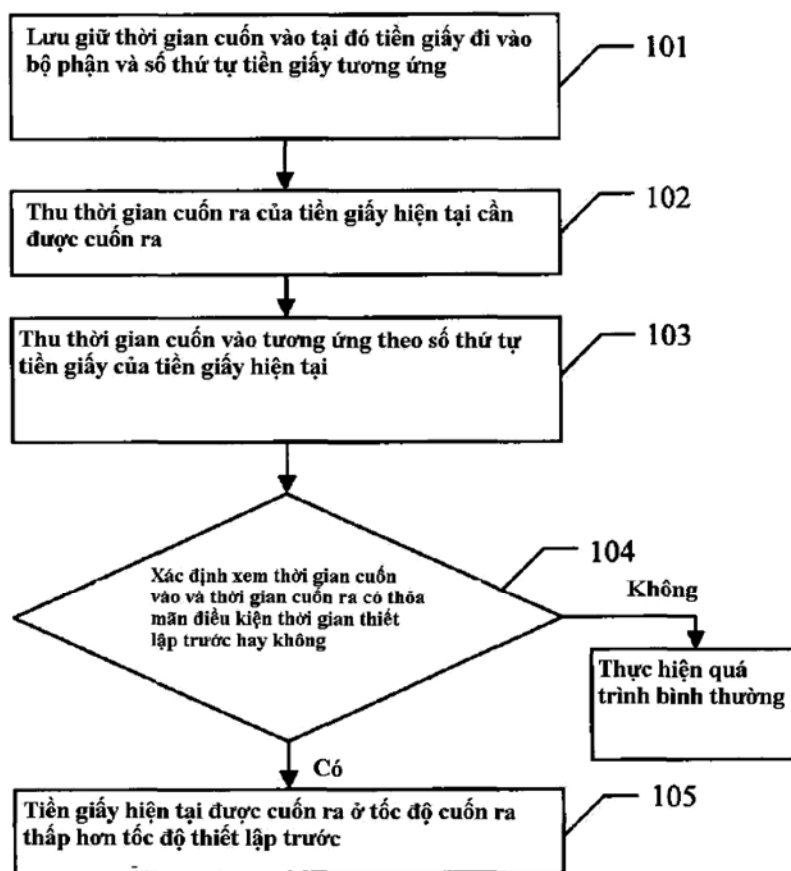 Lưu giữ thời gian cuốn vào tại đó tiền giấy đi vào
bộ phận và số thứ tự tiền giấy tương ứng
101
Thu thời gian cuốn ra của tiền giấy hiện tại cần
được cuốn ra
102
Thu thời gian cuốn vào tương ứng theo số thứ tự
tiền giấy của tiền giấy hiện tại
103
Xác định xem thời gian cuốn
vào và thời gian cuốn ra có thỏa
mãn điều kiện thời gian thiết
lập trước hay không
104
Không
Thực hiện quá
trình bình thường
Có
Tiền giấy hiện tại được cuốn ra ở tốc độ cuốn ra
thấp hơn tốc độ thiết lập trước
105